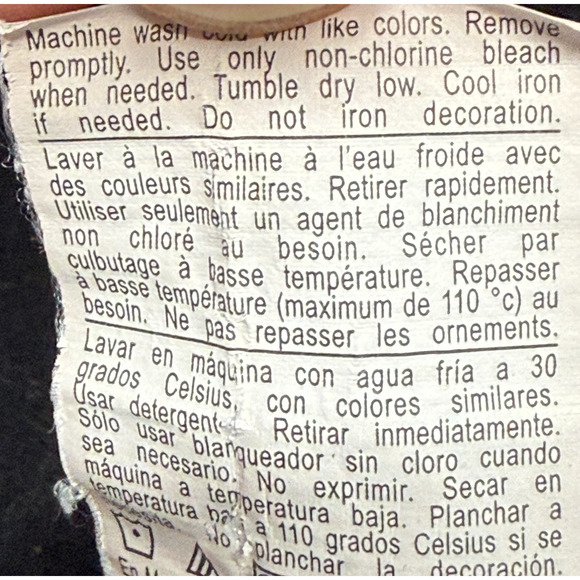 Machine wash cold with like colors. Remove
promptly. Use only non-chlorine bleach
when needed. Tumble dry low. Cool iron
if needed. Do not iron decoration.
Laver à la machine à l'eau froide avec
des couleurs similaires. Retirer rapidement.
Utiliser seulement un agent de blanchiment
non chloré au besoin. Sécher par
culbutage à basse température. Repasser
à basse température (maximum de 110 °c) au
besoin. Ne pas repasser les ornements.
Lavar en máquina con agua fría a 30
grados Celsius, con colores similares.
Usar detergent Retirar inmediatamente.
Sólo usar blanqueador sin cloro cuando
sea necesario. No exprimir. Secar en
máquina a temperatura baja. Planchar a
temperatura a 110 grados Celsius si se
No planchar la decoración.